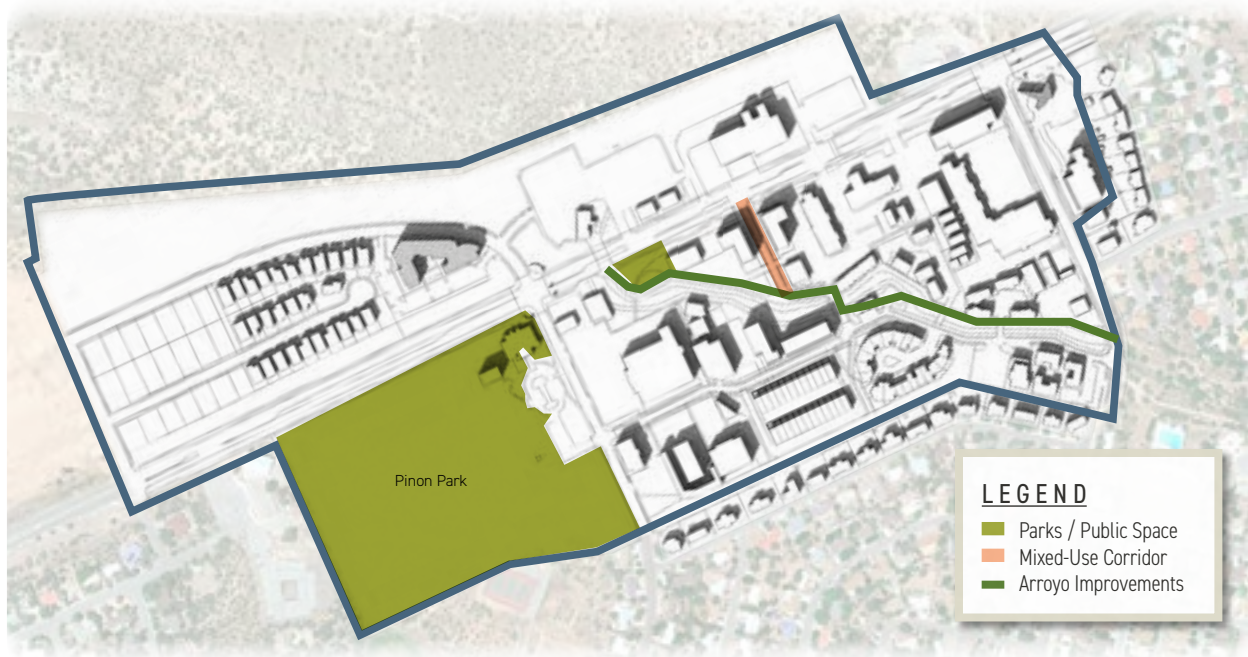 Pinon Park
LEGEND
Parks / Public Space
Mixed-Use Corridor
Arroyo Improvements